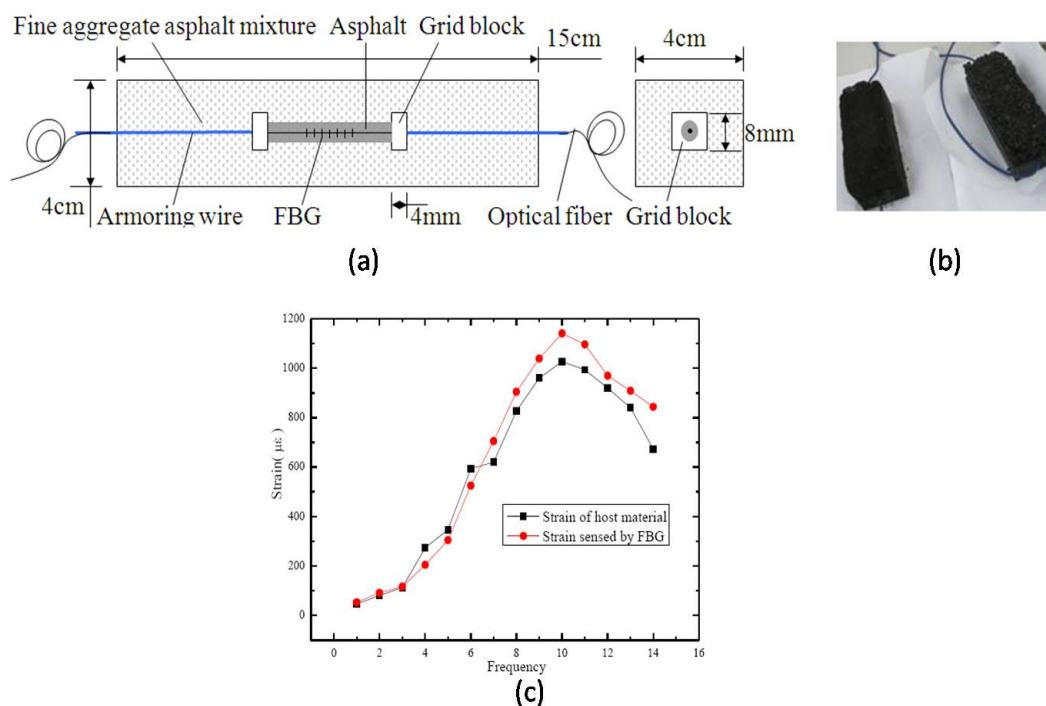 Fine aggregate asphalt mixture
Asphalt
Grid block
15cm
4cm
8mm
4cm
Armoring wire
FBG
4mm
Optical fiber
Grid block
(a)
(b)
1200
1000
800
600
400
200
0
Strain( με )
Strain of host material
Strain sensed by FBG
0 2 4 6 8 10 12 14 16
Frequency
(c)